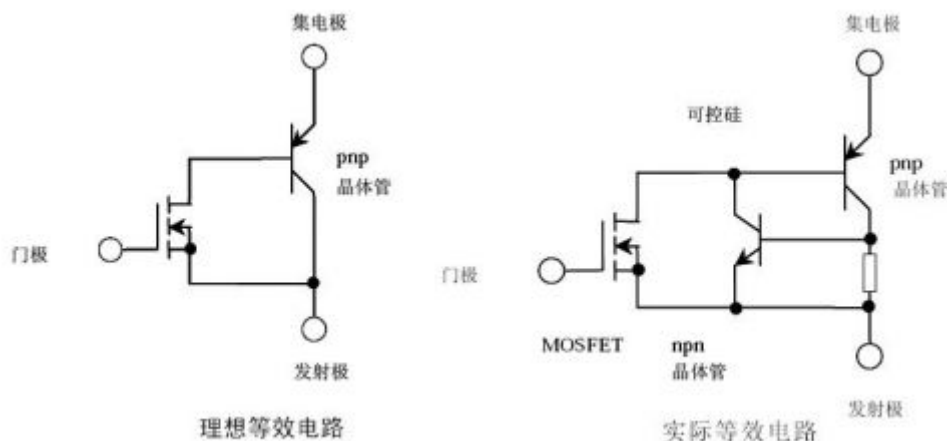 集电极
pnp
晶体管
门极
发射极
理想等效电路
集电极
可控硅
pnp
晶体管
门极
MOSFET
npn
晶体管
发射极
实际等效电路